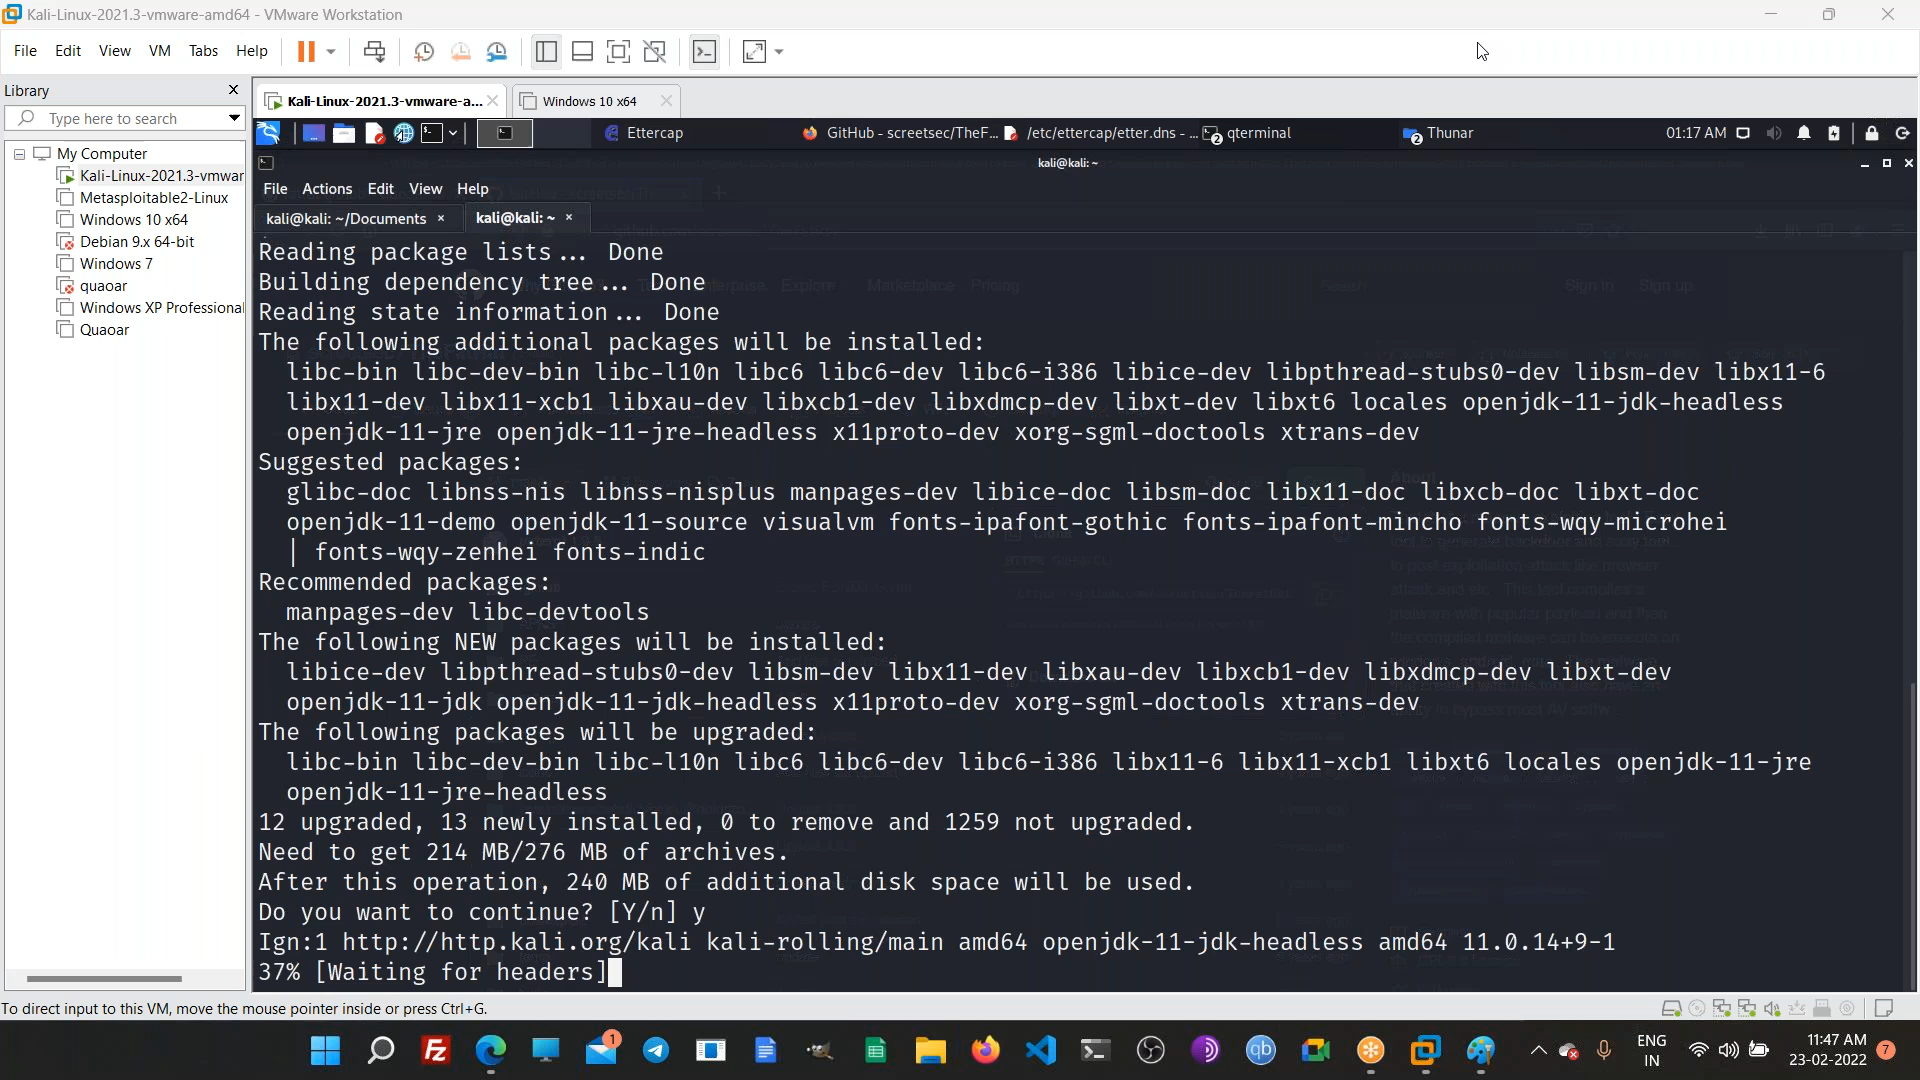 Kali-Linux-2021.3-vmware-amd64 - VMware Workstation
File Edit View VM Tabs Help
Library
Type here to search
My Computer
Kali-Linux-2021.3-vmwar
Metasploitable2-Linux
Windows 10 x64
Debian 9.x 64-bit
Windows 7
quaoar
Windows XP Professional
Quaoar
Kali-Linux-2021.3-vmware-a...
Windows 10 x64
Ettercap
GitHub - screetsec/TheF...
/etc/ettercap/etter.dns - ...
2 qterminal
2 Thunar
01:17 AM
kali@kali: ~
File Actions Edit View Help
kali@kali: ~/Documents
kali@kali: ~
Reading package lists... Done
Building dependency tree... Done
Reading state information... Done
The following additional packages will be installed:
libc-bin libc-dev-bin libc-l10n libc6 libc6-dev libc6-i386 libice-dev libpthread-stubs0-dev libsm-dev libx11-6
libx11-dev libx11-xcb1 libxau-dev libxcb1-dev libxdmcp-dev libxt-dev libxt6 locales openjdk-11-jdk-headless
openjdk-11-jre openjdk-11-jre-headless x11proto-dev xorg-sgml-doctools xtrans-dev
Suggested packages:
glibc-doc libnss-nis libnss-nisplus manpages-dev libice-doc libsm-doc libx11-doc libxcb-doc libxt-doc
openjdk-11-demo openjdk-11-source visualvm fonts-ipafont-gothic fonts-ipafont-mincho fonts-wqy-microhei
| fonts-wqy-zenhei fonts-indic
Recommended packages:
manpages-dev libc-devtools
The following NEW packages will be installed:
libice-dev libpthread-stubs0-dev libsm-dev libx11-dev libxau-dev libxcb1-dev libxdmcp-dev libxt-dev
openjdk-11-jdk openjdk-11-jdk-headless x11proto-dev xorg-sgml-doctools xtrans-dev
The following packages will be upgraded:
libc-bin libc-dev-bin libc-l10n libc6 libc6-dev libc6-i386 libx11-6 libx11-xcb1 libxt6 locales openjdk-11-jre
openjdk-11-jre-headless
12 upgraded, 13 newly installed, 0 to remove and 1259 not upgraded.
Need to get 214 MB/276 MB of archives.
After this operation, 240 MB of additional disk space will be used.
Do you want to continue? [Y/n] y
Ign:1 http://http.kali.org/kali kali-rolling/main amd64 openjdk-11-jdk-headless amd64 11.0.14+9-1
37% [Waiting for headers]
To direct input to this VM, move the mouse pointer inside or press Ctrl+G.
Fz
1
qb
ENG
IN
11:47 AM
23-02-2022
7